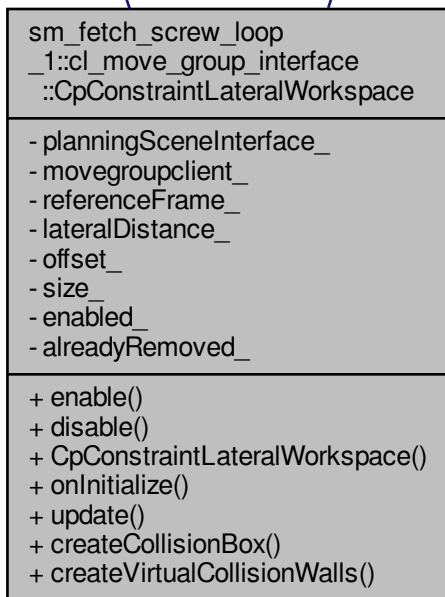 sm_fetch_screw_loop
_1::cl_move_group_interface
::CpConstraintLateralWorkspace
- planningSceneInterface_
- movegroupclient_
- referenceFrame_
- lateralDistance_
- offset_
- size_
- enabled_
- alreadyRemoved_
+ enable()
+ disable()
+ CpConstraintLateralWorkspace()
+ onInitialize()
+ update()
+ createCollisionBox()
+ createVirtualCollisionWalls()